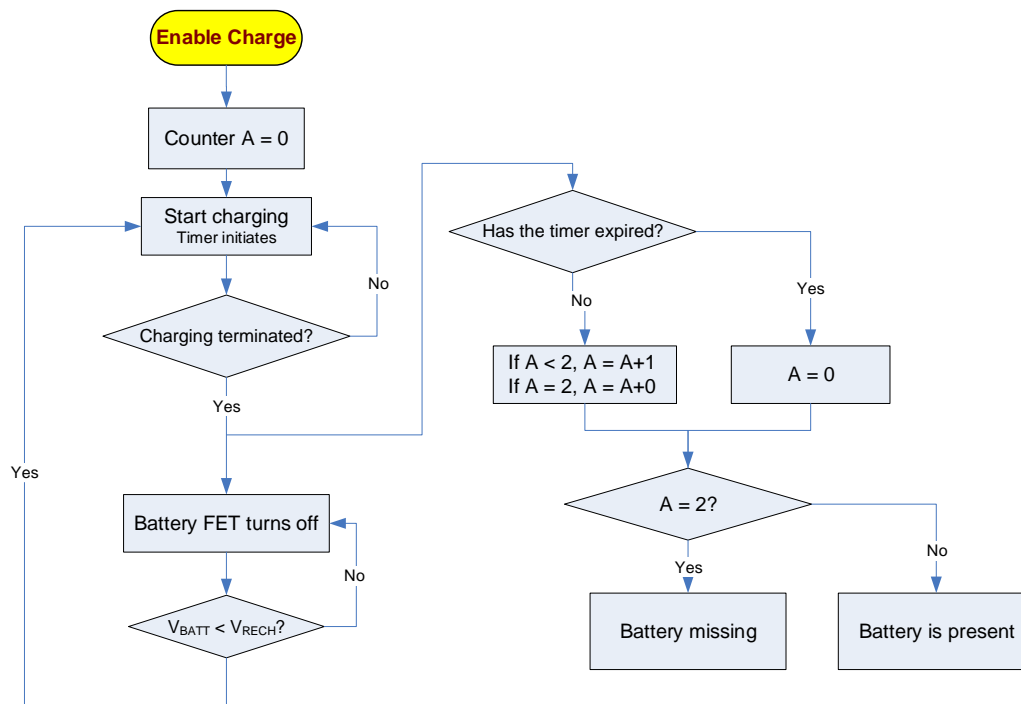 Enable Charge
Counter A = 0
Start charging
Timer initiates
No
Charging terminated?
Yes
Yes
Battery FET turns off
No
VBATT < VRECH?
Has the timer expired?
No
Yes
If A < 2, A = A+1
If A = 2, A = A+0
A = 0
A = 2?
Yes
No
Battery missing
Battery is present